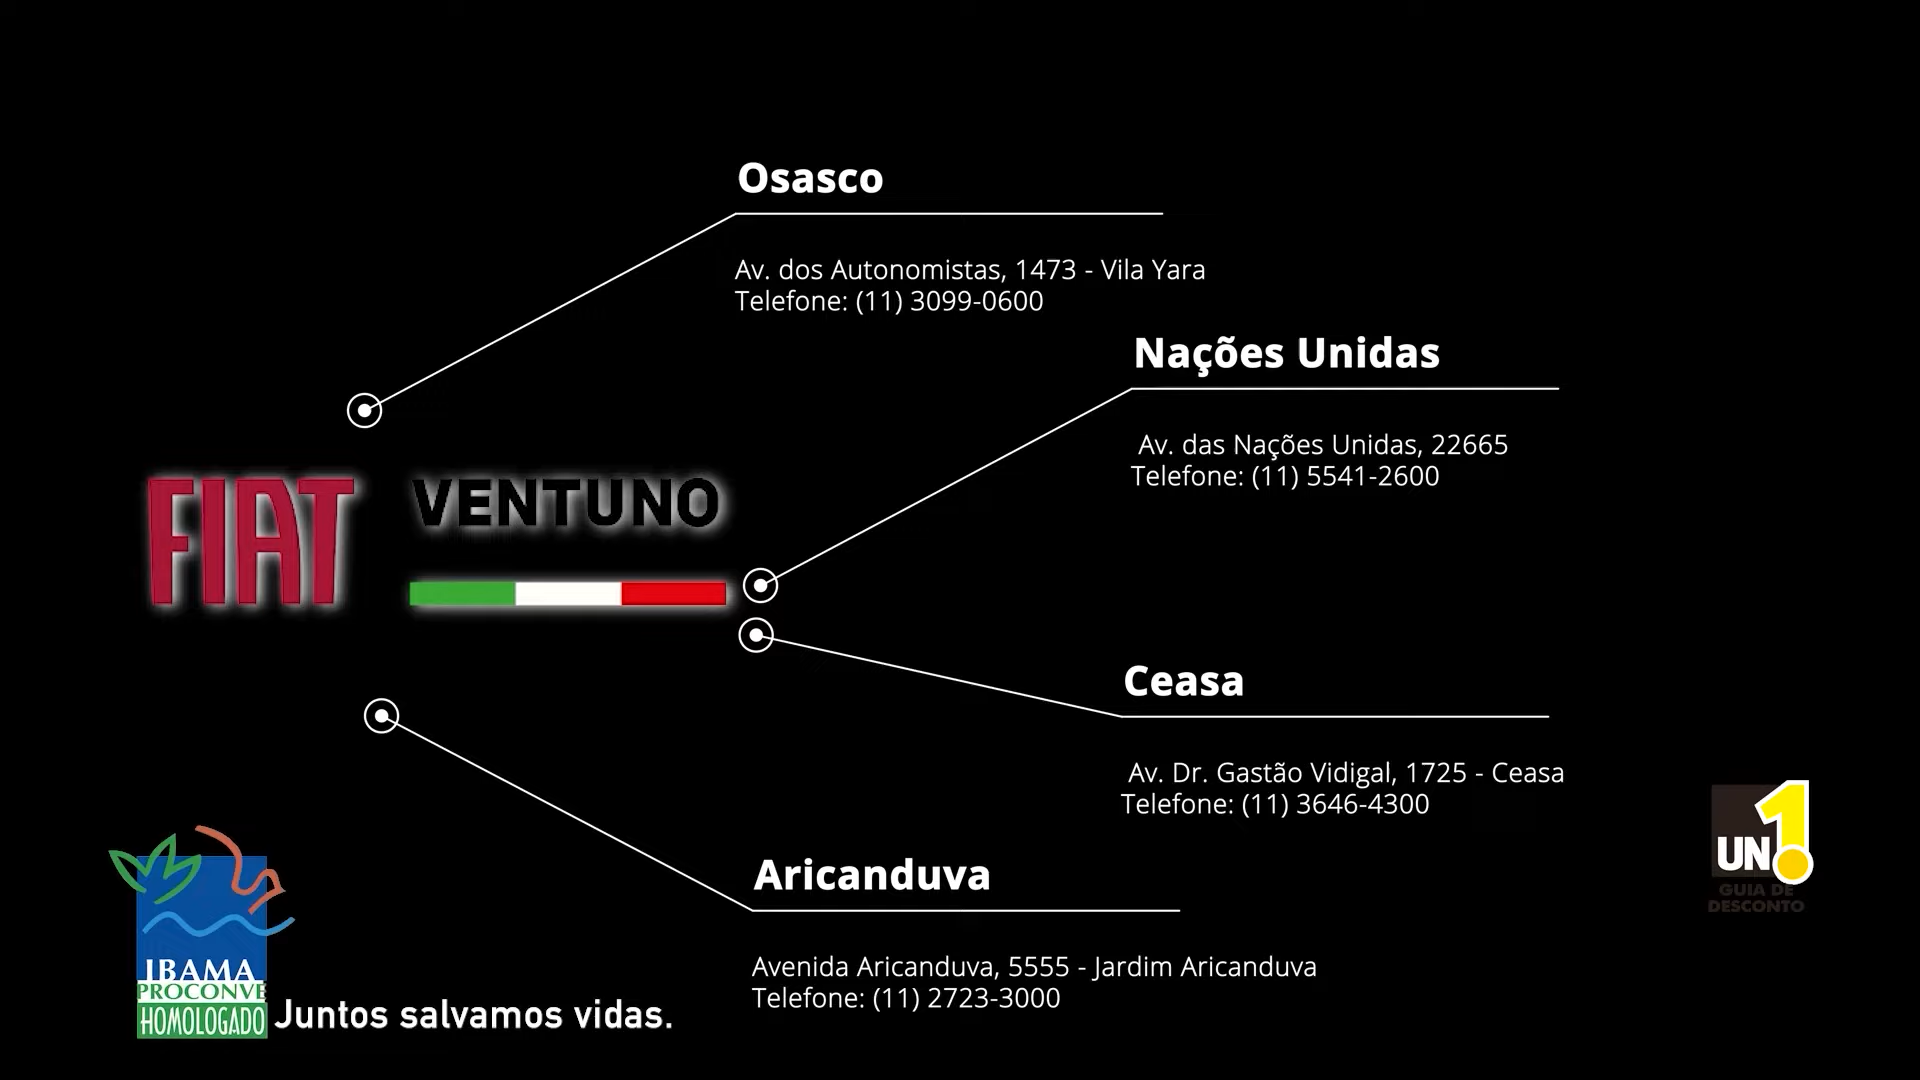 Osasco
Av. dos Autonomistas, 1473 - Vila Yara
Telefone: (11) 3099-0600
Nações Unidas
Av. das Nações Unidas, 22665
Telefone: (11) 5541-2600
FIAT VENTUNO
Ceasa
Av. Dr. Gastão Vidigal, 1725 - Ceasa
Telefone: (11) 3646-4300
Aricanduva
Avenida Aricanduva, 5555 - Jardim Aricanduva
Telefone: (11) 2723-3000
IBAMA
PROCONVE
HOMOLOGADO
Juntos salvamos vidas.
UN1
GUIA DE
DESCONTO